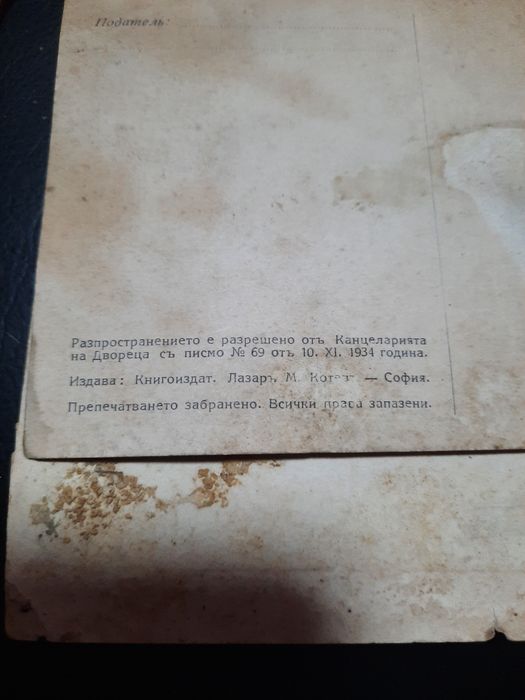 Податель:
Разпространението е разрешено отъ Канцеларията
на Двореца съ писмо № 69 отъ 10. XI. 1934 година.
Издава: Книгоиздат. Лазаръ М. — София.
Препечатването забранено. Всички права запазени.